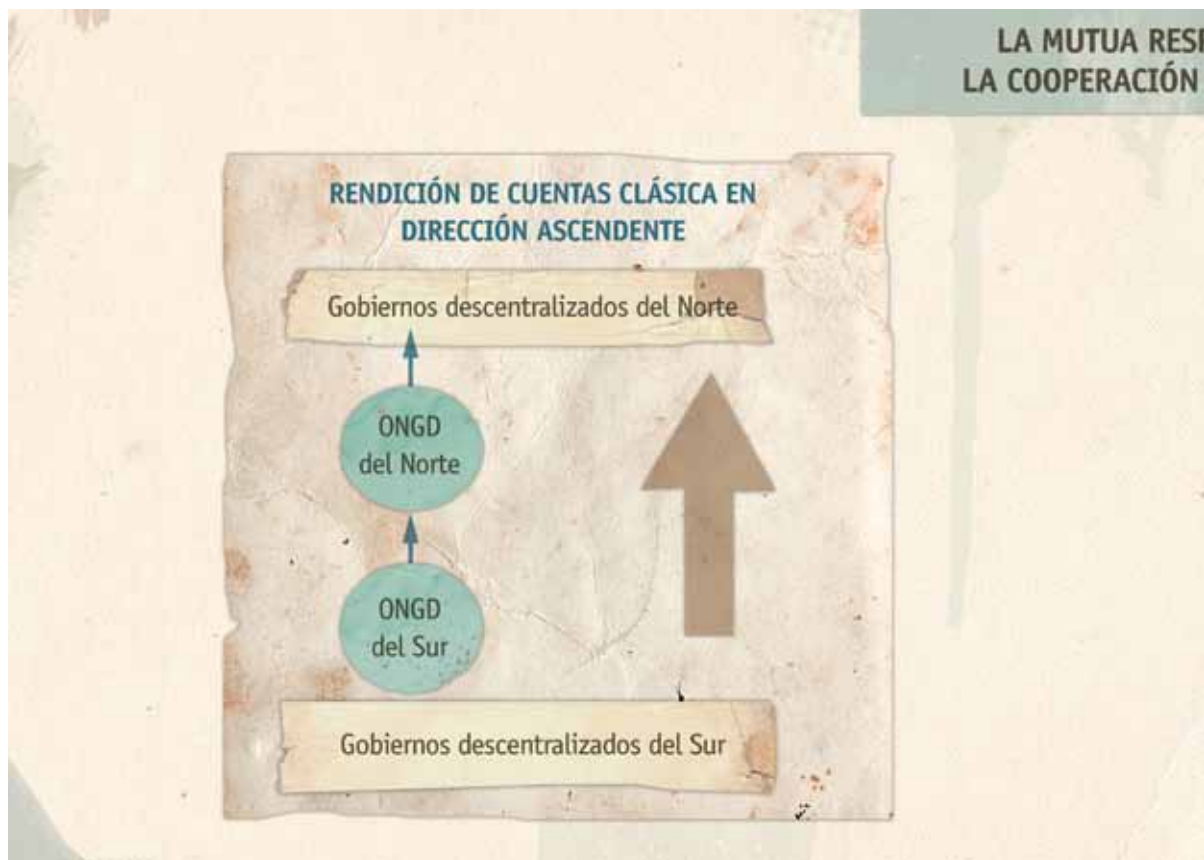 LA MUTUA
LA COOPERACIÓN
RENDICIÓN DE CUENTAS CLÁSICA EN
DIRECCIÓN ASCENDENTE
Gobiernos descentralizados del Norte
ONGD
del Norte
ONGD
del Sur
Gobiernos descentralizados del Sur